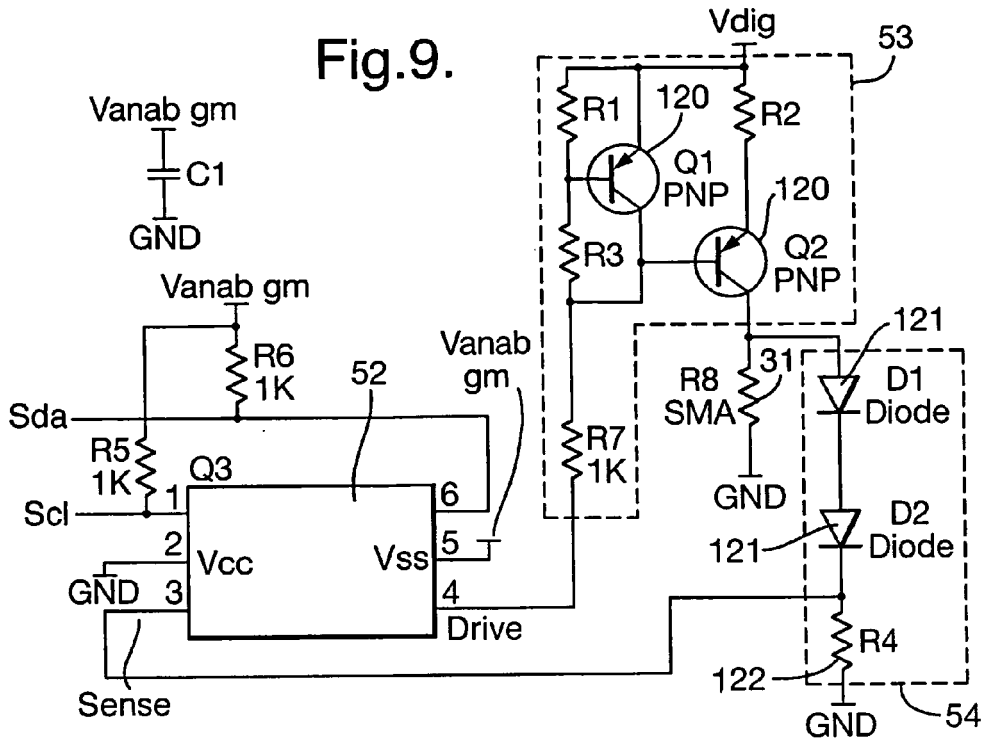 Fig.9.
Vdig
53
Vanab gm
C1
GND
R1
120
R2
Q1
PNP
120
R3
Q2
PNP
Vanab gm
R6
1K
Vanab
gm
52
121
R8
SMA
31
D1
Diode
Sda
R5
1K
Q3
R7
1K
GND
Scl
1
6
2
Vcc
Vss
5
GND
3
4
Drive
121
D2
Diode
Sense
R4
122
GND
54